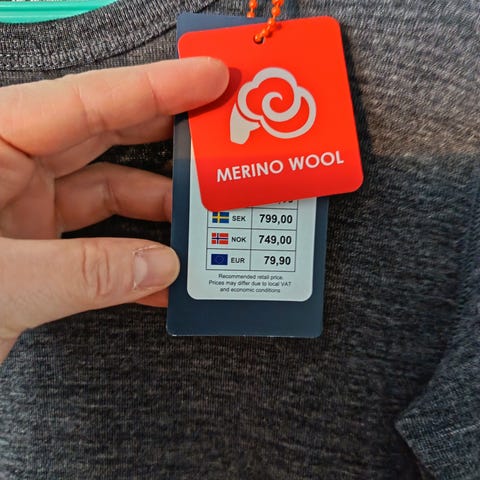 MERINO WOOL
SEK 799,00
NOK 749,00
EUR 79,90
Recommended retail price.
Prices may differ due to local VAT
and economic conditions